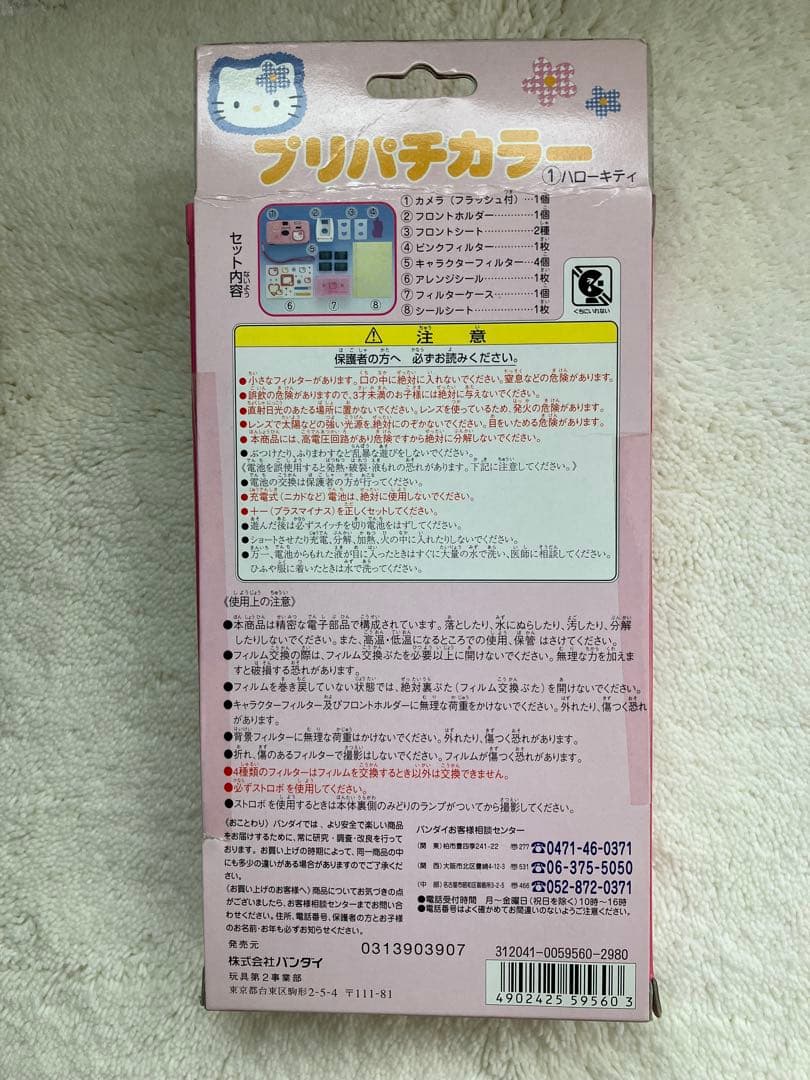 プリパチカラー
①ハローキティ
セット内容
①カメラ（フラッシュ付）…1個
②フロントホルダー…………1個
③フロントシート……………2種
④ピンクフィルター…………1枚
⑤キャラクターフィルター…4個
⑥アレンジシール……………1枚
⑦フィルターケース…………1個
⑧シールシート………………1枚
くちにいれない
⚠ 注意
保護者の方へ 必ずお読みください。
●小さなフィルターがあります。口の中に絶対に入れないでください。窒息などの危険があります。
●誤飲の危険がありますので、3才未満のお子様には絶対に与えないでください。
●直射日光のあたる場所に置かないでください。レンズを使っているため、発火の危険があります。
●レンズで太陽などの強い光源を、絶対にのぞかないでください。目をいためる危険があります。
●本商品には、高電圧回路があり危険ですから絶対に分解しないでください。
●ぶつけたり、ふりまわすなど乱暴な遊びをしないでください。
《電池を誤使用すると発熱・破裂・液もれの恐れがあります。下記に注意してください。》
●電池の交換は保護者の方が行ってください。
●充電式（ニカドなど）電池は、絶対に使用しないでください。
●＋－（プラスマイナス）を正しくセットしてください。
●遊んだ後は必ずスイッチを切り電池をはずしてください。
●ショートさせたり充電、分解、加熱、火の中に入れたりしないでください。
●万一、電池からもれた液が目に入ったときはすぐに大量の水で洗い、医師に相談してください。
ひふや服に着いたときは水で洗ってください。
《使用上の注意》
●本商品は精密な電子部品で構成されています。落としたり、水にぬらしたり、汚したり、分解
したりしないでください。また、高温・低温になるところでの使用、保管 はさけてください。
●フィルム交換の際は、フィルム交換ぶたを必要以上に開けないでください。無理な力を加えま
すと破損する恐れがあります。
●フィルムを巻き戻していない状態では、絶対裏ぶた（フィルム交換ぶた）を開けないでください。
●キャラクターフィルター及びフロントホルダーに無理な荷重をかけないでください。外れたり、傷つく恐れ
があります。
●背景フィルターに無理な荷重はかけないでください。外れたり、傷つく恐れがあります。
●折れ、傷のあるフィルターで撮影はしないでください。フィルムが傷つく恐れがあります。
●4種類のフィルターはフィルムを交換するとき以外は交換できません。
●必ずストロボを使用してください。
●ストロボを使用するときは本体裏側のみどりのランプがついてから撮影してください。
〈おことわり〉バンダイでは、より安全で楽しい商品
をお届けするために、常に研究・調査・改良を行って
おります。お買い上げの時期によって、同一商品の中
にも多少の違いがある場合がありますのでご了承くだ
さい。
〈お買い上げのお客様へ〉商品についてお気づきの点
がございましたら、お客様相談センターまでお問い合
わせください。住所、電話番号、保護者の方とお子様
のお名前・お年も必ずお知らせください。
バンダイお客様相談センター
〔関 東〕柏市豊四季241-22 〒277 ☎0471-46-0371
〔関 西〕大阪市北区豊崎4-12-3 〒531 ☎06-375-5050
〔中 部〕名古屋市昭和区御器所3-2-5 〒466 ☎052-872-0371
●電話受付時間 月～金曜日（祝日を除く）10時～16時
●電話番号はよく確かめてお間違いのないようご注意ください。
発売元
株式会社バンダイ
玩具第2事業部
東京都台東区駒形2-5-4 〒111-81
0313903907
312041-0059560-2980
4902425595603